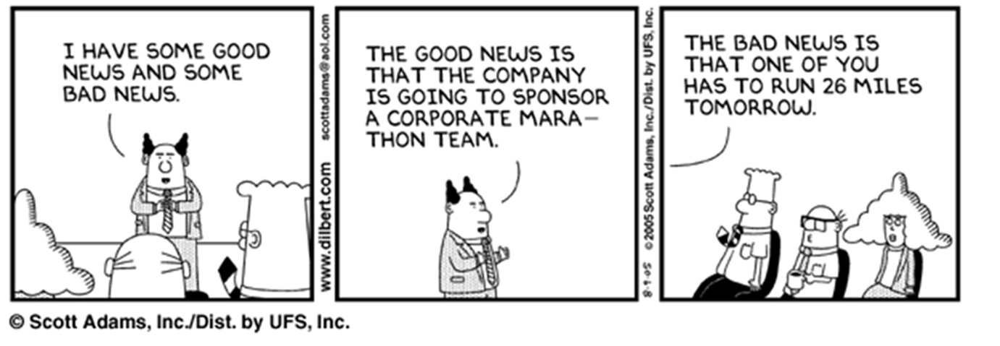 I HAVE SOME GOOD
NEWS AND SOME
BAD NEWS.
www.dilbert.com scottadams@aol.com
THE GOOD NEWS IS
THAT THE COMPANY
IS GOING TO SPONSOR
A CORPORATE MARA—
THON TEAM.
8-9-05 ©2005 Scott Adams, Inc./Dist. by UFS, Inc.
THE BAD NEWS IS
THAT ONE OF YOU
HAS TO RUN 26 MILES
TOMORROW.
© Scott Adams, Inc./Dist. by UFS, Inc.